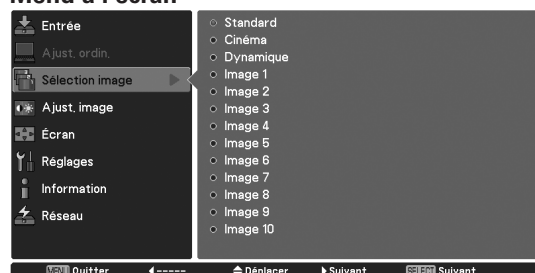 Menu à l'écran
Entrée
Ajust. ordin.
Sélection image
Ajust. image
Écran
Réglages
Information
Réseau
Standard
Cinéma
Dynamique
Image 1
Image 2
Image 3
Image 4
Image 5
Image 6
Image 7
Image 8
Image 9
Image 10
MENU Quitter ◀----- Déplacer ▶Suivant SELECT Suivant